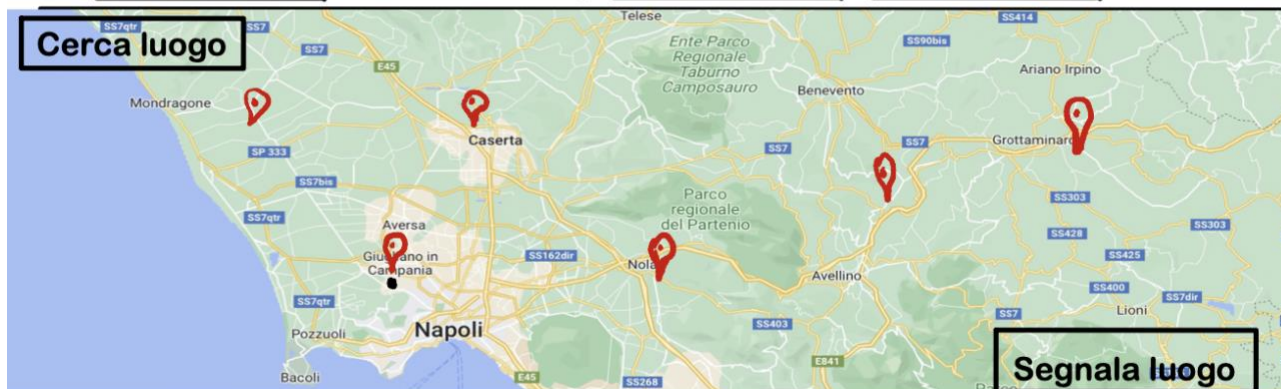 SS7qtr
SS7
Telese
SS414
Cerca luogo
SS7
Ente Parco
Regionale
Taburno
Camposauro
SS90bis
E45
Ariano Irpino
Mondragone
Benevento
Caserta
SS7
SS7
Grottaminard
SP 333
SS7bis
Parco
regionale
del Partenio
SS303
SS7qtr
Aversa
SS303
SS428
Giugliano in
Campania
SS162dir
Nola
Avellino
SS425
SS400
SS7dir
SS7qtr
SS7
Lioni
Pozzuoli
Napoli
SS403
Bacoli
E45
SS268
E841
Segnala luogo